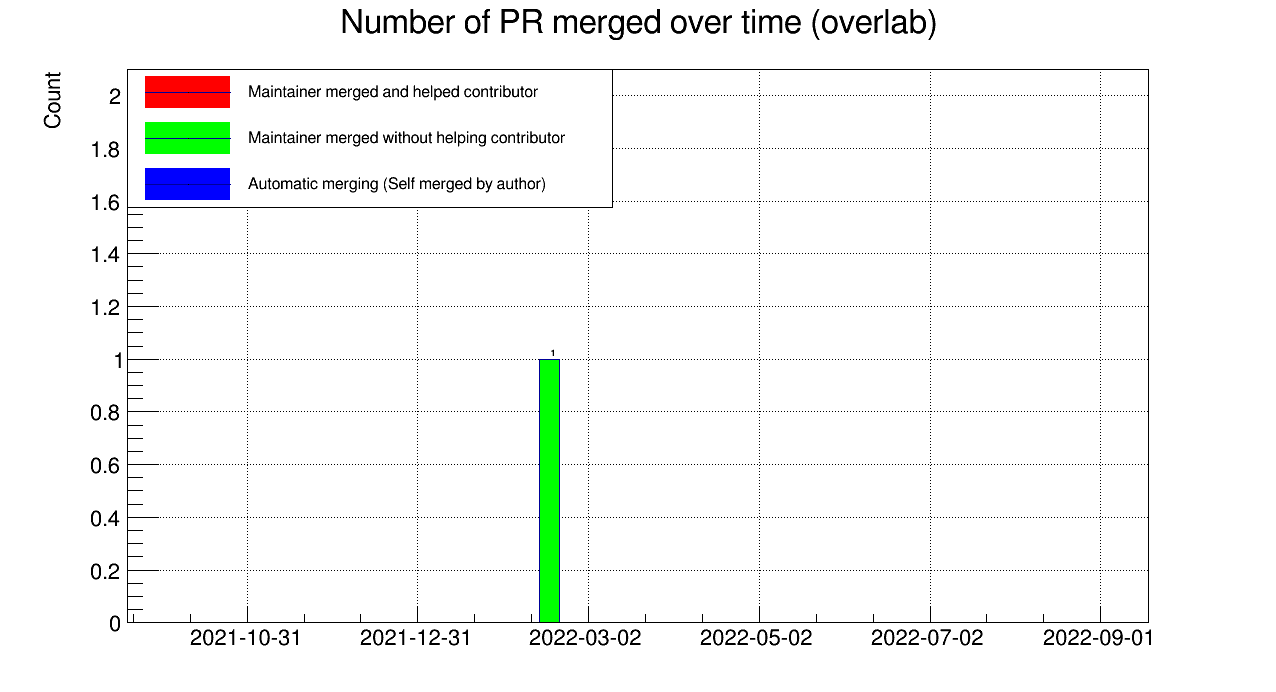 Number of PR merged over time (overlab)
Count
Maintainer merged and helped contributor
Maintainer merged without helping contributor
Automatic merging (Self merged by author)
2
1.8
1.6
1.4
1.2
1
0.8
0.6
0.4
0.2
0
1
2021-10-31 2021-12-31 2022-03-02 2022-05-02 2022-07-02 2022-09-01